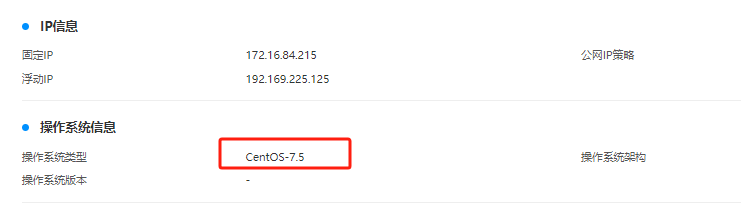 IP信息
固定IP 172.16.84.215 公网IP策略
浮动IP 192.169.225.125
操作系统信息
操作系统类型 CentOS-7.5 操作系统架构
操作系统版本 -